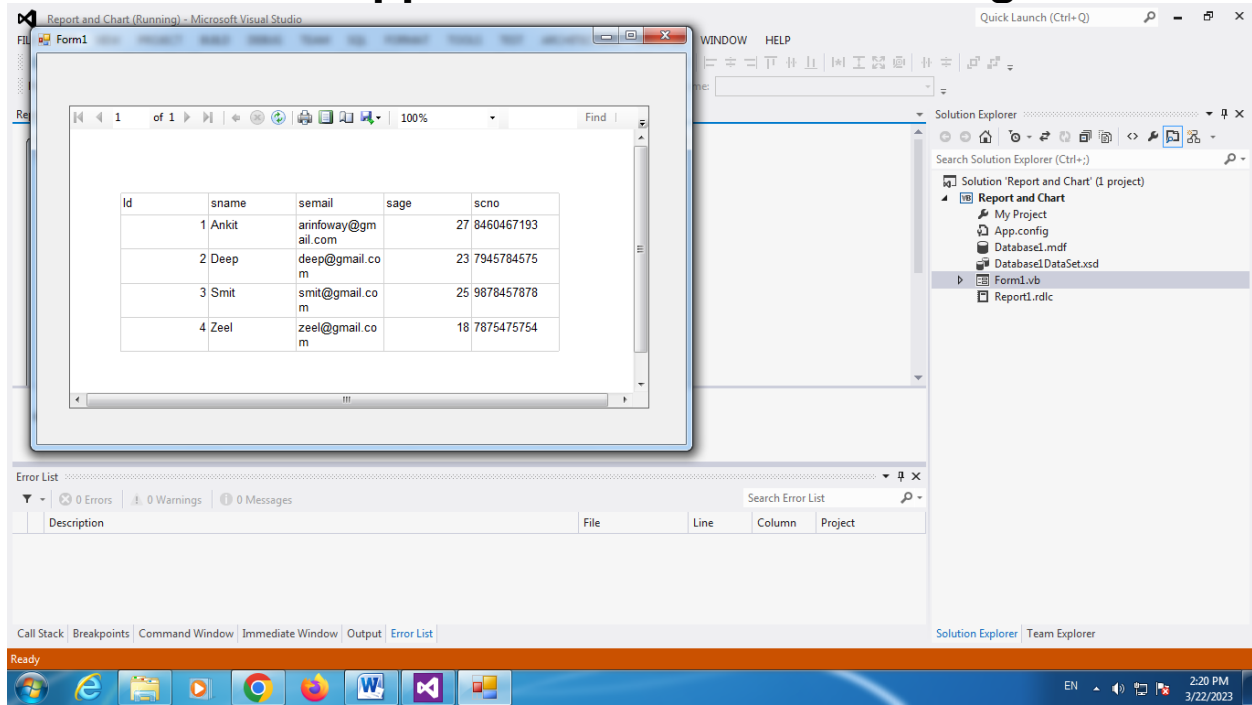 Report and Chart (Running) - Microsoft Visual Studio
Quick Launch (Ctrl+Q)
Form1
WINDOW HELP
1 of 1
100%
Find
Id sname semail sage scno
1 Ankit arinfoway@gm 27 8460467193
ail.com
2 Deep deep@gmail.co 23 7945784575
m
3 Smit smit@gmail.co 25 9878457878
m
4 Zeel zeel@gmail.co 18 7875475754
m
Solution Explorer
Search Solution Explorer (Ctrl+;)
Solution 'Report and Chart' (1 project)
VB Report and Chart
My Project
App.config
Database1.mdf
Database1DataSet.xsd
Form1.vb
Report1.rdlc
Error List
0 Errors 0 Warnings 0 Messages
Search Error List
Description File Line Column Project
Call Stack Breakpoints Command Window Immediate Window Output Error List
Solution Explorer Team Explorer
Ready
EN
2:20 PM
3/22/2023